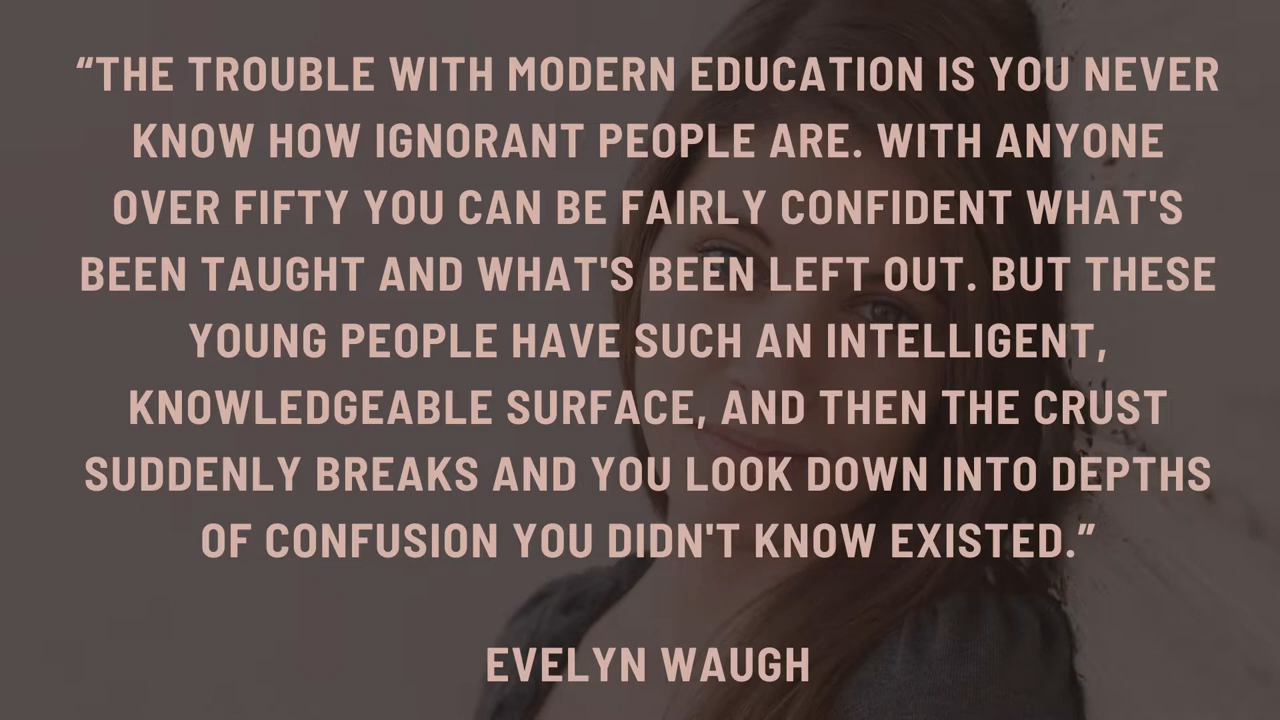 “THE TROUBLE WITH MODERN EDUCATION IS YOU NEVER
KNOW HOW IGNORANT PEOPLE ARE. WITH ANYONE
OVER FIFTY YOU CAN BE FAIRLY CONFIDENT WHAT'S
BEEN TAUGHT AND WHAT'S BEEN LEFT OUT. BUT THESE
YOUNG PEOPLE HAVE SUCH AN INTELLIGENT,
KNOWLEDGEABLE SURFACE, AND THEN THE CRUST
SUDDENLY BREAKS AND YOU LOOK DOWN INTO DEPTHS
OF CONFUSION YOU DIDN'T KNOW EXISTED.”
EVELYN WAUGH